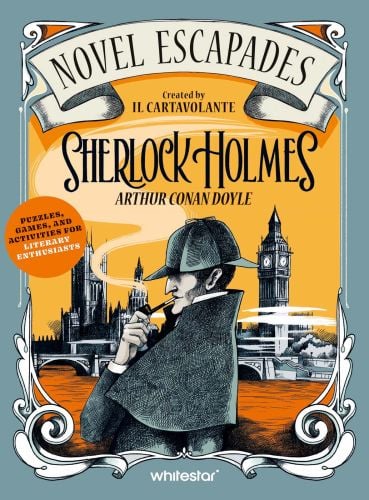 NOVEL ESCAPADES
Created by
IL CARTAVOLANTE
SHERLOCK HOLMES
ARTHUR CONAN DOYLE
PUZZLES,
GAMES, AND
ACTIVITIES FOR
LITERARY
ENTHUSIASTS
whitestar*